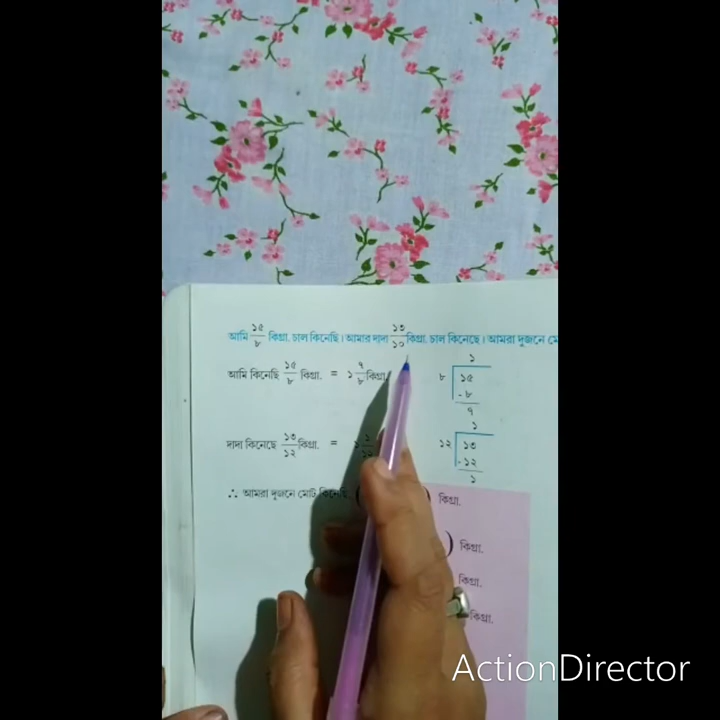 আমি ১৫/৮ কিগ্রা. চাল কিনেছি। আমার দাদা ১৩/১০ কিগ্রা. চাল কিনেছে। আমরা দুজনে মো
আমি কিনেছি ১৫/৮ কিগ্রা. = ১ ৭/৮ কিগ্রা.
১
৮ ১৫
- ৮
৭
দাদা কিনেছে ১৩/১২ কিগ্রা. =
১
১২ ১৩
- ১২
১
∴ আমরা দুজনে মোট কিনেছি ( ) কিগ্রা.
) কিগ্রা.
কিগ্রা.
কিগ্রা.
ActionDirector